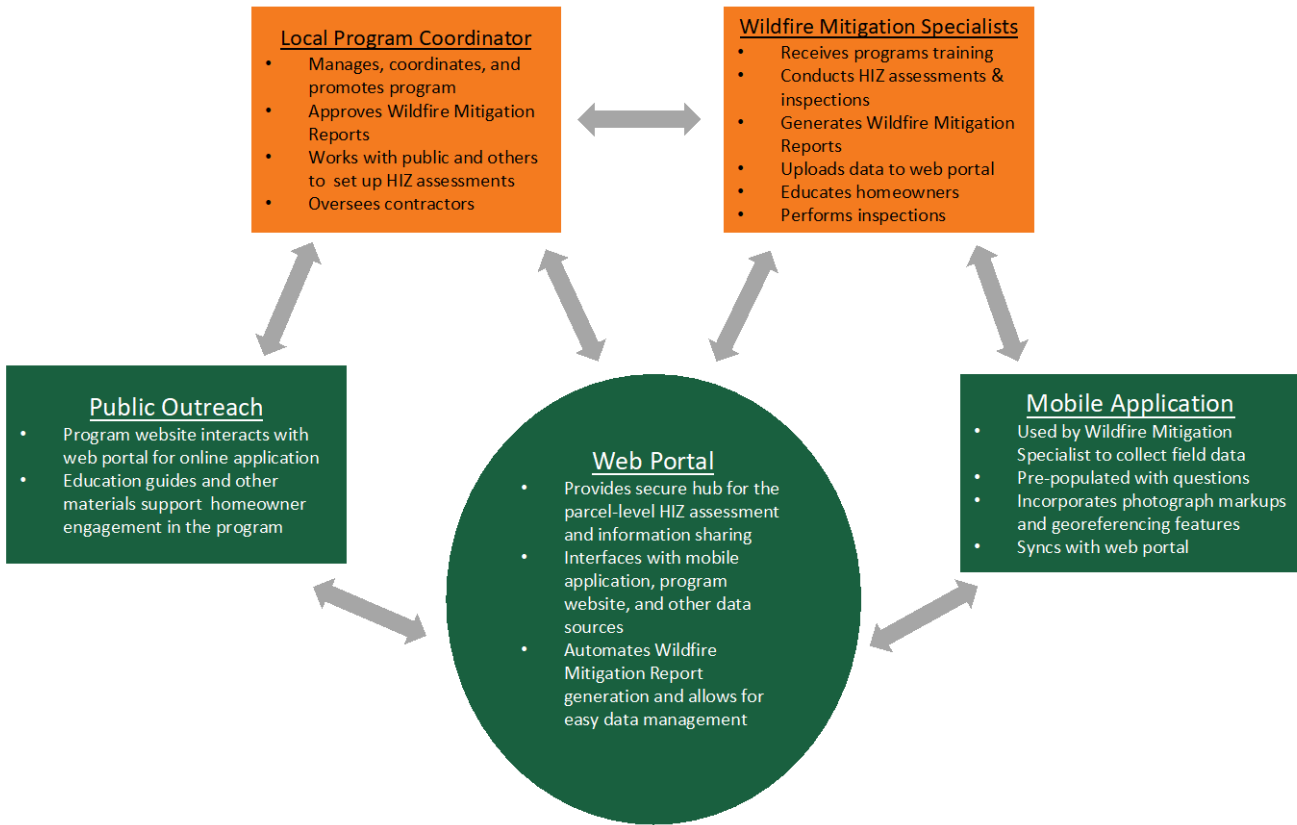 Local Program Coordinator
• Manages, coordinates, and
promotes program
• Approves Wildfire Mitigation
Reports
• Works with public and others
to set up HIZ assessments
• Oversees contractors
Wildfire Mitigation Specialists
• Receives programs training
• Conducts HIZ assessments &
inspections
• Generates Wildfire Mitigation
Reports
• Uploads data to web portal
• Educates homeowners
• Performs inspections
Public Outreach
• Program website interacts with
web portal for online application
• Education guides and other
materials support homeowner
engagement in the program
Web Portal
• Provides secure hub for the
parcel-level HIZ assessment
and information sharing
• Interfaces with mobile
application, program
website, and other data
sources
• Automates Wildfire
Mitigation Report
generation and allows for
easy data management
Mobile Application
• Used by Wildfire Mitigation
Specialist to collect field data
• Pre-populated with questions
• Incorporates photograph markups
and georeferencing features
• Syncs with web portal